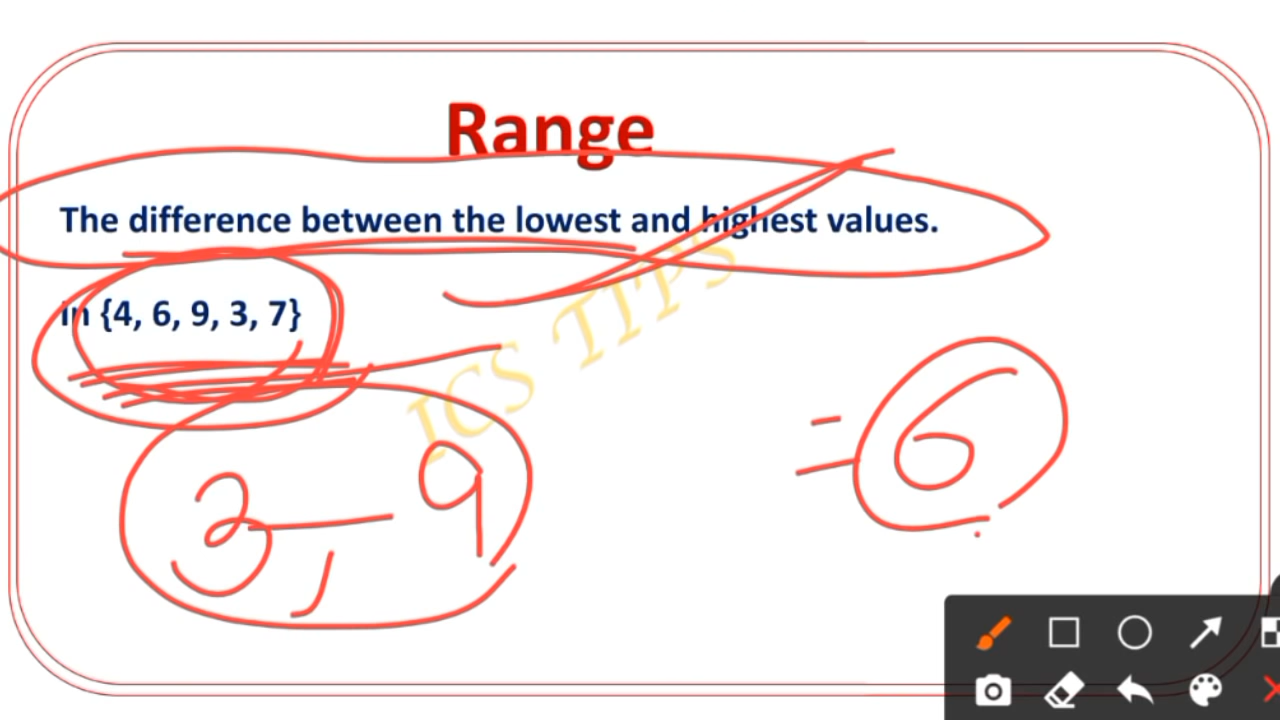 Range
The difference between the lowest and highest values.
in {4, 6, 9, 3, 7}
ICS TTPS
3 — , 9
= 6